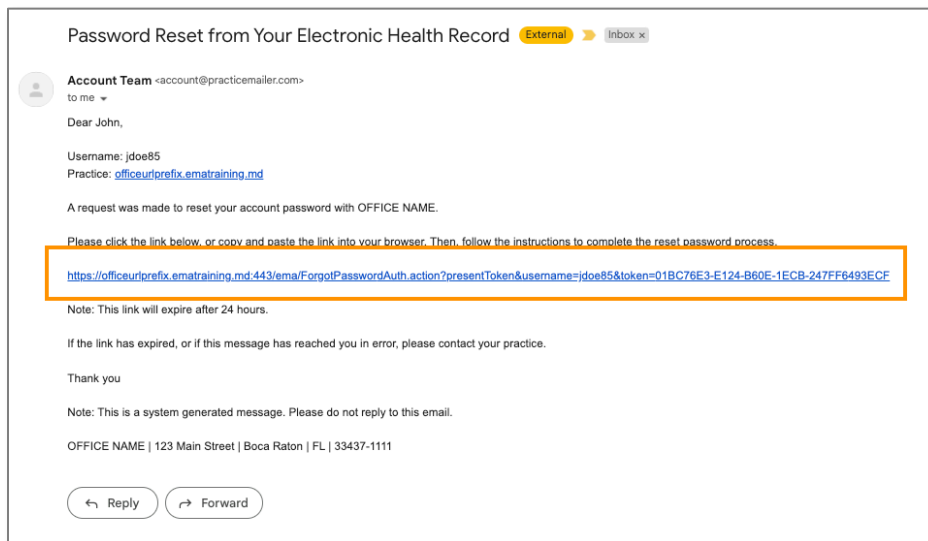 Password Reset from Your Electronic Health Record External Inbox x
Account Team <account@practicemailer.com>
to me
Dear John,
Username: jdoe85
Practice: officeurlprefix.ematraining.md
A request was made to reset your account password with OFFICE NAME.
Please click the link below, or copy and paste the link into your browser. Then, follow the instructions to complete the reset password process.
https://officeurlprefix.ematraining.md:443/ema/ForgotPasswordAuth.action?presentToken&username=jdoe85&token=01BC76E3-E124-B60E-1ECB-247FF6493ECF
Note: This link will expire after 24 hours.
If the link has expired, or if this message has reached you in error, please contact your practice.
Thank you
Note: This is a system generated message. Please do not reply to this email.
OFFICE NAME | 123 Main Street | Boca Raton | FL | 33437-1111
Reply Forward